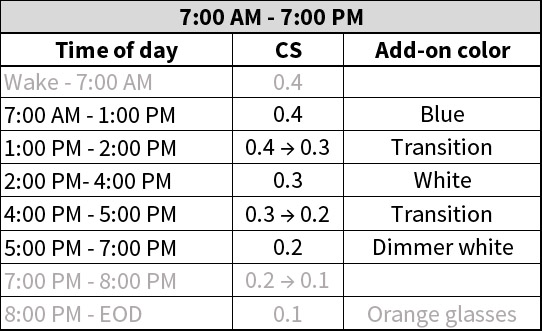 7:00 AM - 7:00 PM
Time of day CS Add-on color
Wake - 7:00 AM 0.4
7:00 AM - 1:00 PM 0.4 Blue
1:00 PM - 2:00 PM 0.4 → 0.3 Transition
2:00 PM- 4:00 PM 0.3 White
4:00 PM - 5:00 PM 0.3 → 0.2 Transition
5:00 PM - 7:00 PM 0.2 Dimmer white
7:00 PM - 8:00 PM 0.2 → 0.1
8:00 PM - EOD 0.1 Orange glasses